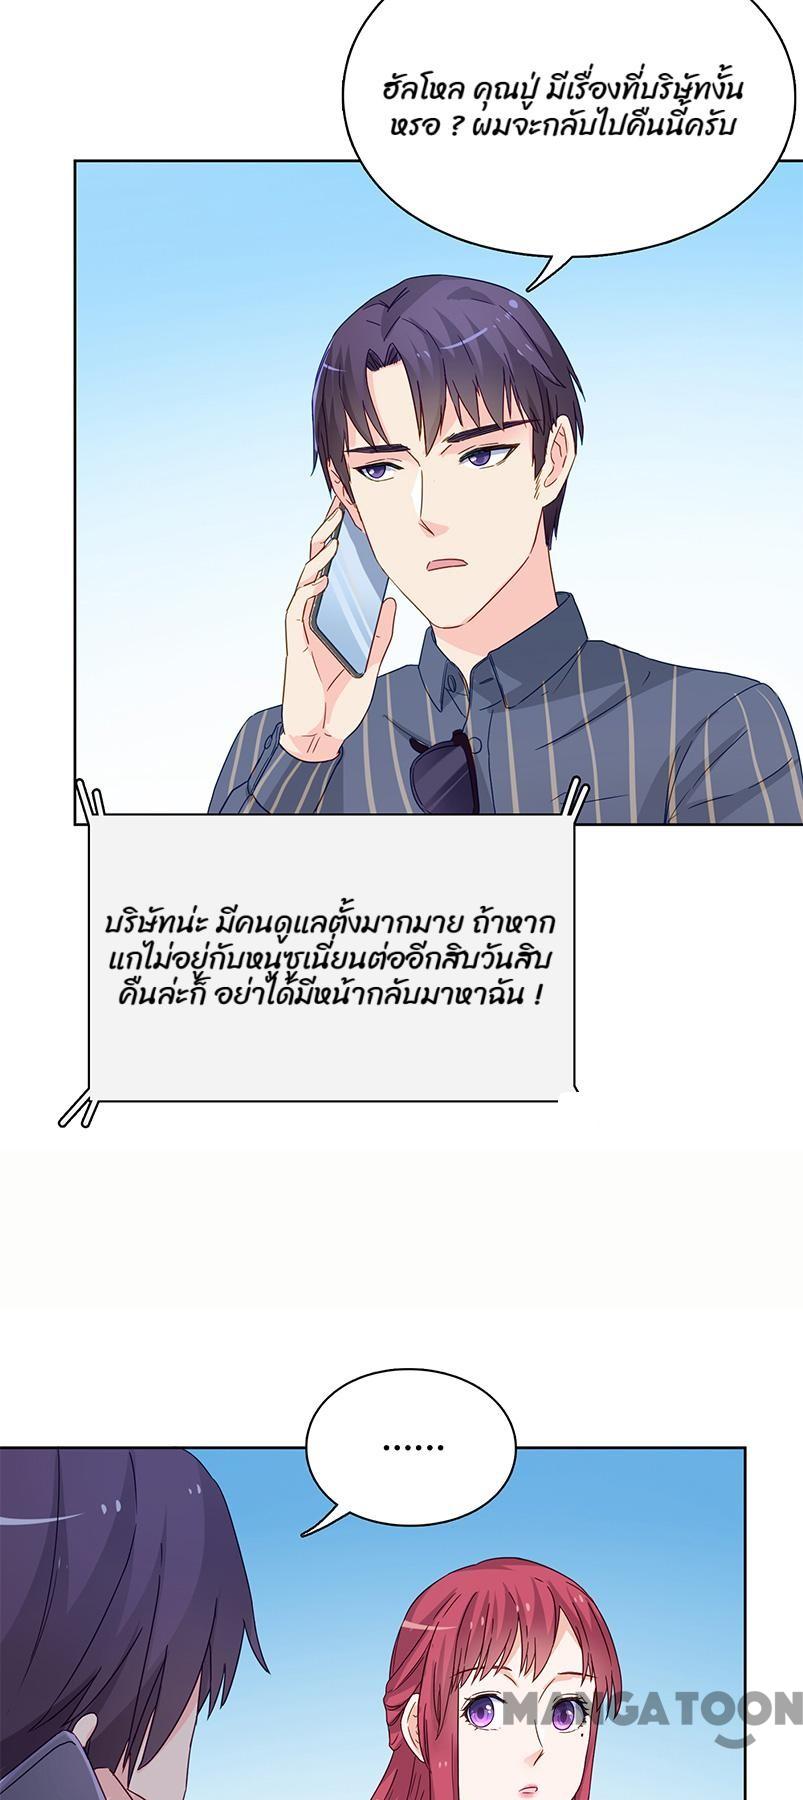 ฮัลโหล คุณปู่ มีเรื่องที่บริษัทงั้น
หรอ ? ผมจะกลับไปคืนนี้ครับ
บริษัทน่ะ มีคนดูแลตั้งมากมาย ถ้าหาก
แกไม่อยู่กับหนูซูเนี่ยนต่ออีกสิบวันสิบ
คืนล่ะก็ อย่าได้มีหน้ากลับมาหาฉัน !
......
MANGATOON